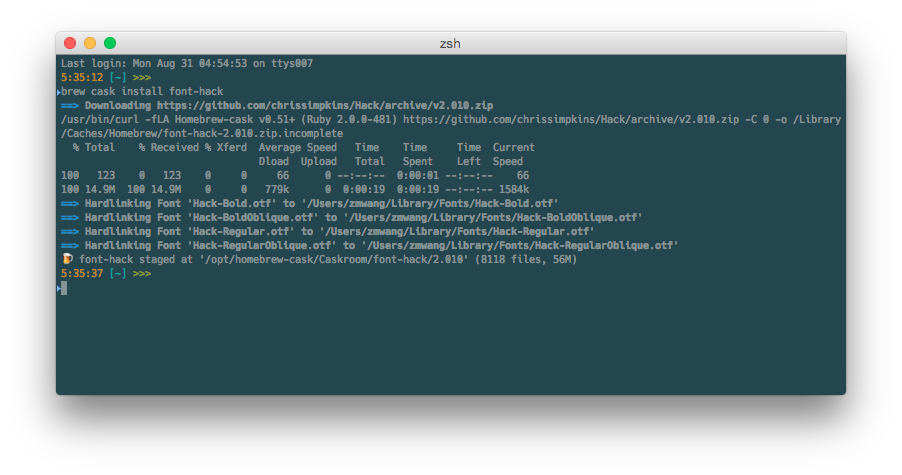 zsh
Last login: Mon Aug 31 04:54:53 on ttys007
5:35:12 [~] >>>
brew cask install font-hack
==> Downloading https://github.com/chrissimpkins/Hack/archive/v2.010.zip
/usr/bin/curl -fLA Homebrew-cask v0.51+ (Ruby 2.0.0-481) https://github.com/chrissimpkins/Hack/archive/v2.010.zip -C 0 -o /Library
/Caches/Homebrew/font-hack-2.010.zip.incomplete
  % Total    % Received % Xferd  Average Speed   Time    Time     Time  Current
                                 Dload  Upload   Total   Spent    Left  Speed
100   123    0   123    0     0     66      0 --:--:--  0:00:01 --:--:--    66
100 14.9M  100 14.9M    0     0   779k      0  0:00:19  0:00:19 --:--:-- 1584k
==> Hardlinking Font 'Hack-Bold.otf' to '/Users/zmwang/Library/Fonts/Hack-Bold.otf'
==> Hardlinking Font 'Hack-BoldOblique.otf' to '/Users/zmwang/Library/Fonts/Hack-BoldOblique.otf'
==> Hardlinking Font 'Hack-Regular.otf' to '/Users/zmwang/Library/Fonts/Hack-Regular.otf'
==> Hardlinking Font 'Hack-RegularOblique.otf' to '/Users/zmwang/Library/Fonts/Hack-RegularOblique.otf'
🍺 font-hack staged at '/opt/homebrew-cask/Caskroom/font-hack/2.010' (8118 files, 56M)
5:35:37 [~] >>>